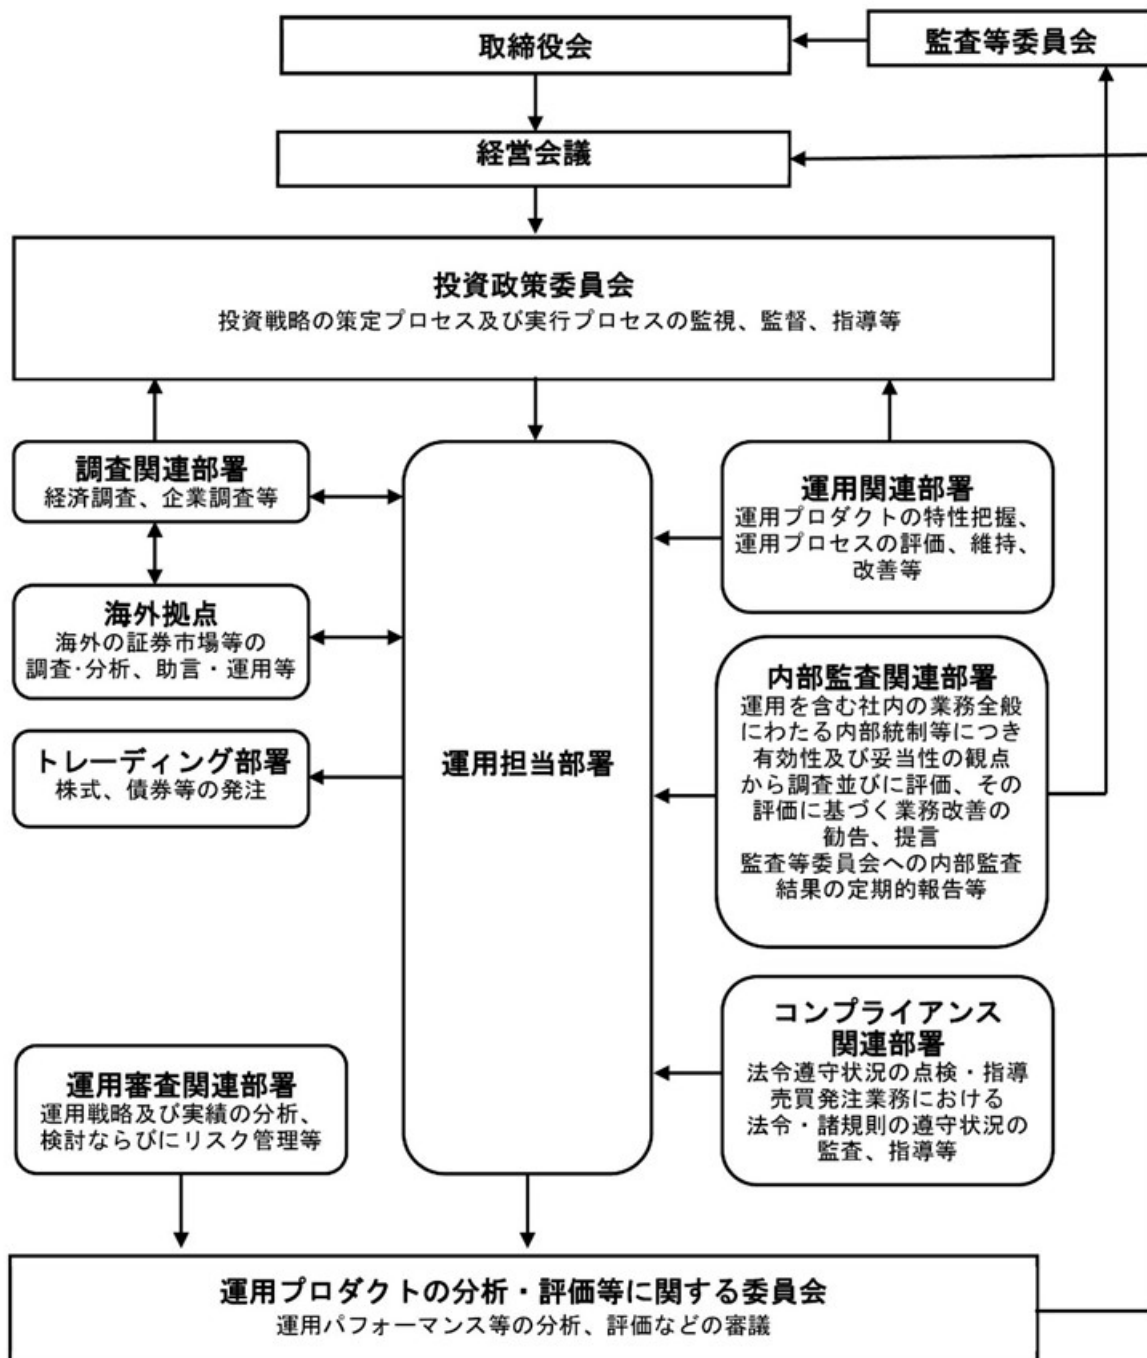 取締役会
監査等委員会
経営会議
投資政策委員会
投資戦略の策定プロセス及び実行プロセスの監視、監督、指導等
調査関連部署
経済調査、企業調査等
運用関連部署
運用プロダクトの特性把握、
運用プロセスの評価、維持、
改善等
海外拠点
海外の証券市場等の
調査･分析、助言・運用等
トレーディング部署
株式、債券等の発注
運用担当部署
内部監査関連部署
運用を含む社内の業務全般
にわたる内部統制等につき
有効性及び妥当性の観点
から調査並びに評価、その
評価に基づく業務改善の
勧告、提言
監査等委員会への内部監査
結果の定期的報告等
コンプライアンス
関連部署
法令遵守状況の点検・指導
売買発注業務における
法令・諸規則の遵守状況の
監査、指導等
運用審査関連部署
運用戦略及び実績の分析、
検討ならびにリスク管理等
運用プロダクトの分析・評価等に関する委員会
運用パフォーマンス等の分析、評価などの審議